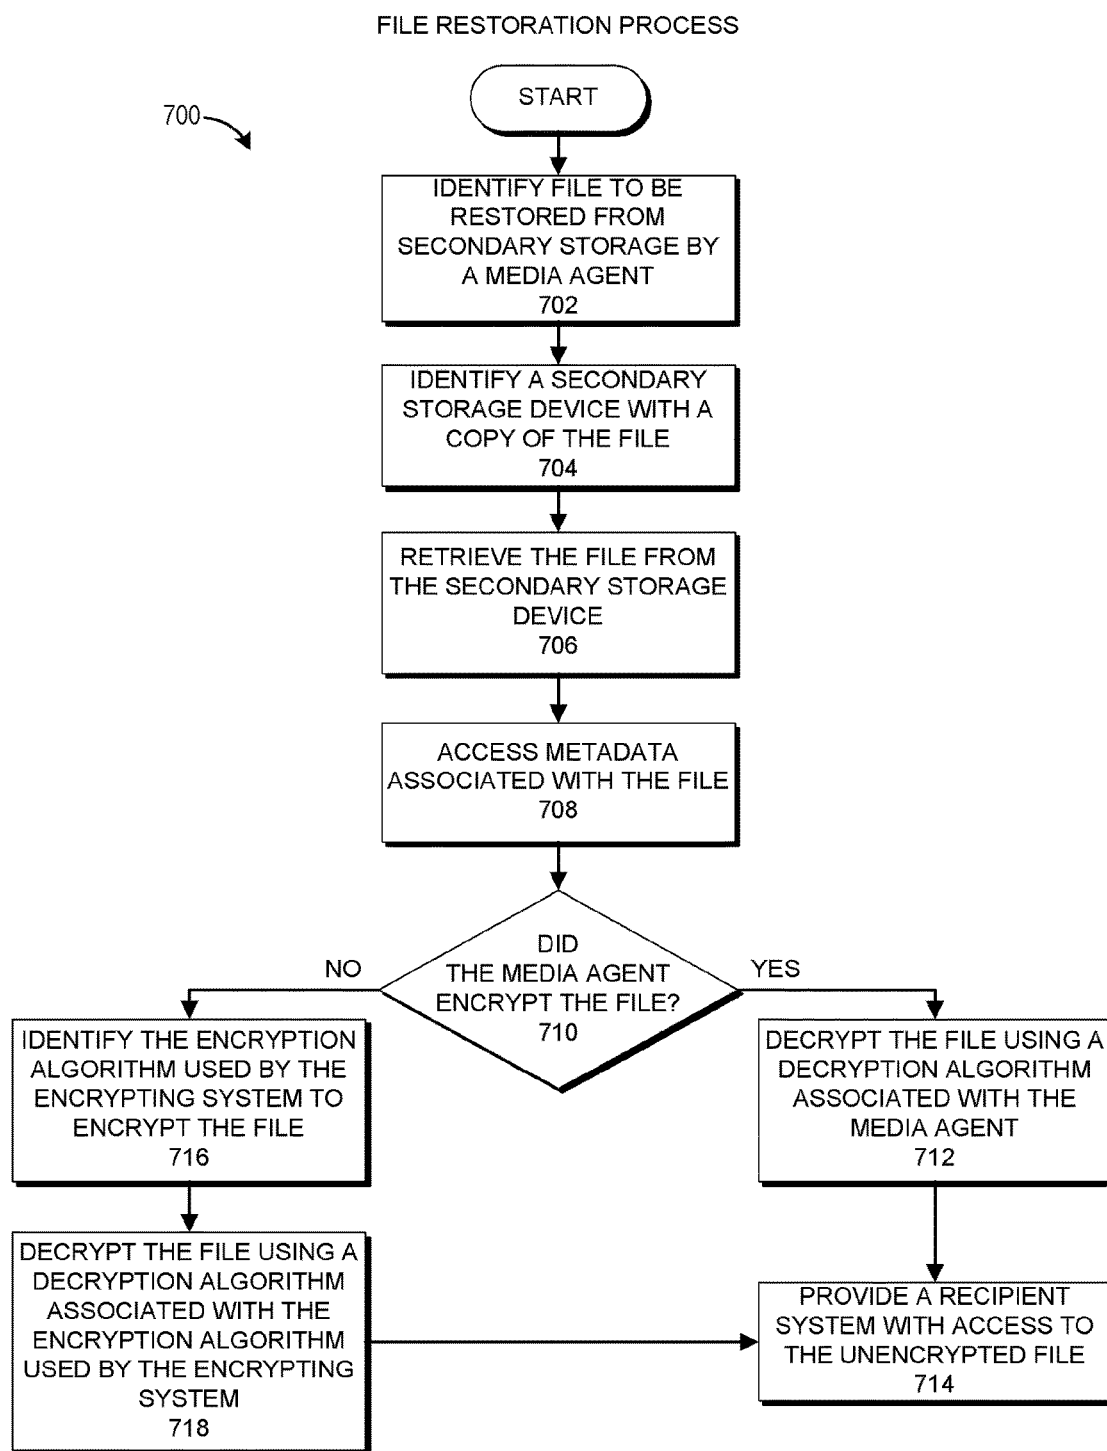 FILE RESTORATION PROCESS
START
700
IDENTIFY FILE TO BE
RESTORED FROM
SECONDARY STORAGE BY
A MEDIA AGENT
702
IDENTIFY A SECONDARY
STORAGE DEVICE WITH A
COPY OF THE FILE
704
RETRIEVE THE FILE FROM
THE SECONDARY STORAGE
DEVICE
706
ACCESS METADATA
ASSOCIATED WITH THE FILE
708
DID
THE MEDIA AGENT
ENCRYPT THE FILE?
710
NO
YES
IDENTIFY THE ENCRYPTION
ALGORITHM USED BY THE
ENCRYPTING SYSTEM TO
ENCRYPT THE FILE
716
DECRYPT THE FILE USING A
DECRYPTION ALGORITHM
ASSOCIATED WITH THE
MEDIA AGENT
712
DECRYPT THE FILE USING A
DECRYPTION ALGORITHM
ASSOCIATED WITH THE
ENCRYPTION ALGORITHM
USED BY THE ENCRYPTING
SYSTEM
718
PROVIDE A RECIPIENT
SYSTEM WITH ACCESS TO
THE UNENCRYPTED FILE
714